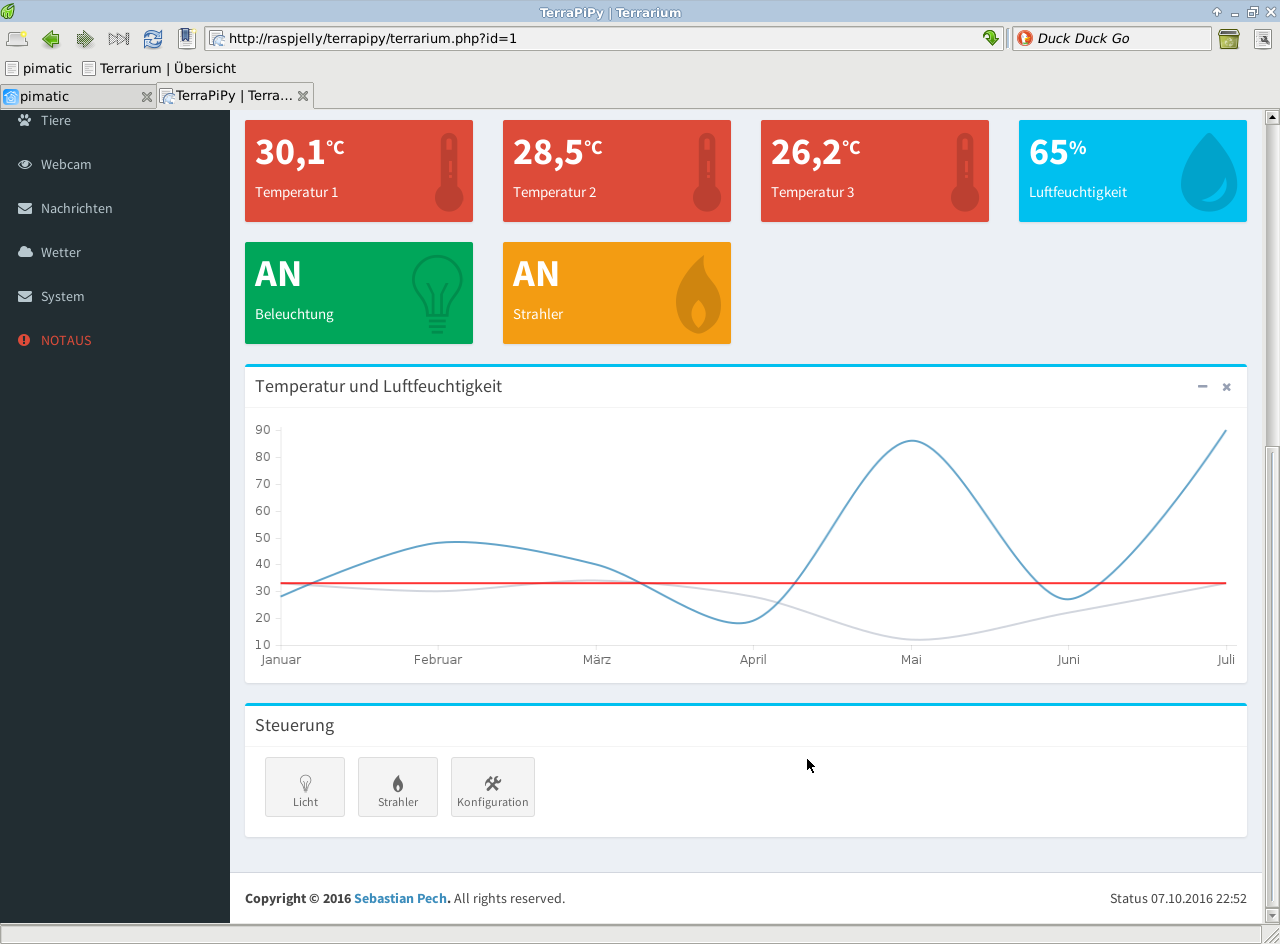 TerraPiPy | Terrarium
http://raspjelly/terrapipy/terrarium.php?id=1
Duck Duck Go
pimatic
Terrarium | Übersicht
pimatic
TerraPiPy | Terra...
Tiere
Webcam
Nachrichten
Wetter
System
NOTAUS
30,1°C
Temperatur 1
28,5°C
Temperatur 2
26,2°C
Temperatur 3
65%
Luftfeuchtigkeit
AN
Beleuchtung
AN
Strahler
Temperatur und Luftfeuchtigkeit
90
80
70
60
50
40
30
20
10
Januar Februar März April Mai Juni Juli
Steuerung
Licht
Strahler
Konfiguration
Copyright © 2016 Sebastian Pech. All rights reserved.
Status 07.10.2016 22:52